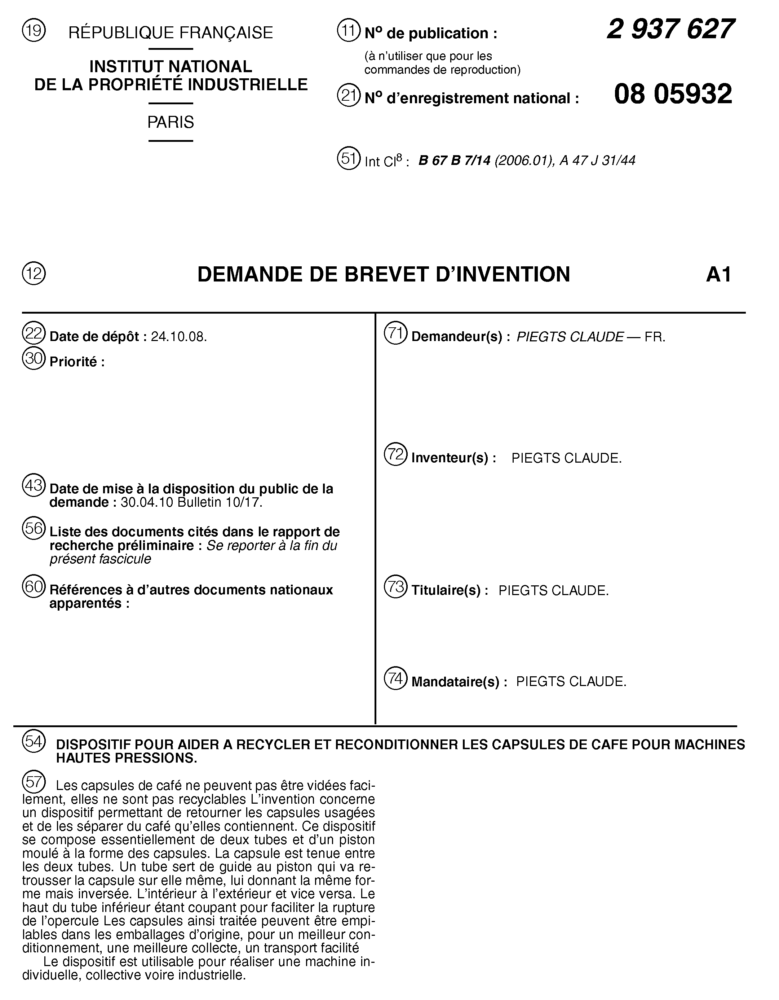 19 RÉPUBLIQUE FRANÇAISE
INSTITUT NATIONAL
DE LA PROPRIÉTÉ INDUSTRIELLE
PARIS
11 Nº de publication : 2 937 627
(à n'utiliser que pour les
commandes de reproduction)
21 Nº d'enregistrement national : 08 05932
51 Int Cl8 : B 67 B 7/14 (2006.01), A 47 J 31/44
12 DEMANDE DE BREVET D'INVENTION A1
22 Date de dépôt : 24.10.08.
30 Priorité :
43 Date de mise à la disposition du public de la
demande : 30.04.10 Bulletin 10/17.
56 Liste des documents cités dans le rapport de
recherche préliminaire : Se reporter à la fin du
présent fascicule
60 Références à d'autres documents nationaux
apparentés :
71 Demandeur(s) : PIEGTS CLAUDE — FR.
72 Inventeur(s) : PIEGTS CLAUDE.
73 Titulaire(s) : PIEGTS CLAUDE.
74 Mandataire(s) : PIEGTS CLAUDE.
54 DISPOSITIF POUR AIDER A RECYCLER ET RECONDITIONNER LES CAPSULES DE CAFE POUR MACHINES
HAUTES PRESSIONS.
57 Les capsules de café ne peuvent pas être vidées faci-
lement, elles ne sont pas recyclables L'invention concerne
un dispositif permettant de retourner les capsules usagées
et de les séparer du café qu'elles contiennent. Ce dispositif
se compose essentiellement de deux tubes et d'un piston
moulé à la forme des capsules. La capsule est tenue entre
les deux tubes. Un tube sert de guide au piston qui va re-
trousser la capsule sur elle même, lui donnant la même for-
me mais inversée. L'intérieur à l'extérieur et vice versa. Le
haut du tube inférieur étant coupant pour faciliter la rupture
de l'opercule Les capsules ainsi traitée peuvent être empi-
lables dans les emballages d'origine, pour un meilleur con-
ditionnement, une meilleure collecte, un transport facilité
Le dispositif est utilisable pour réaliser une machine in-
dividuelle, collective voire industrielle.